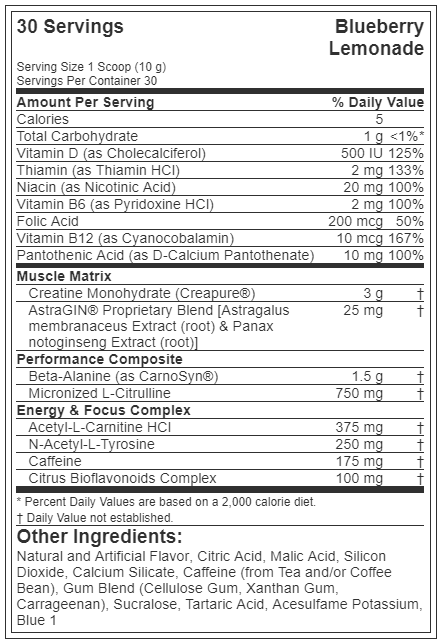 30 Servings Blueberry
Lemonade
Serving Size 1 Scoop (10 g)
Servings Per Container 30
Amount Per Serving % Daily Value
Calories 5
Total Carbohydrate 1 g <1%*
Vitamin D (as Cholecalciferol) 500 IU 125%
Thiamin (as Thiamin HCl) 2 mg 133%
Niacin (as Nicotinic Acid) 20 mg 100%
Vitamin B6 (as Pyridoxine HCl) 2 mg 100%
Folic Acid 200 mcg 50%
Vitamin B12 (as Cyanocobalamin) 10 mcg 167%
Pantothenic Acid (as D-Calcium Pantothenate) 10 mg 100%
Muscle Matrix
Creatine Monohydrate (Creapure®) 3 g †
AstraGIN® Proprietary Blend [Astragalus 25 mg †
membranaceus Extract (root) & Panax
notoginseng Extract (root)]
Performance Composite
Beta-Alanine (as CarnoSyn®) 1.5 g †
Micronized L-Citrulline 750 mg †
Energy & Focus Complex
Acetyl-L-Carnitine HCl 375 mg †
N-Acetyl-L-Tyrosine 250 mg †
Caffeine 175 mg †
Citrus Bioflavonoids Complex 100 mg †
* Percent Daily Values are based on a 2,000 calorie diet.
† Daily Value not established.
Other Ingredients:
Natural and Artificial Flavor, Citric Acid, Malic Acid, Silicon
Dioxide, Calcium Silicate, Caffeine (from Tea and/or Coffee
Bean), Gum Blend (Cellulose Gum, Xanthan Gum,
Carrageenan), Sucralose, Tartaric Acid, Acesulfame Potassium,
Blue 1